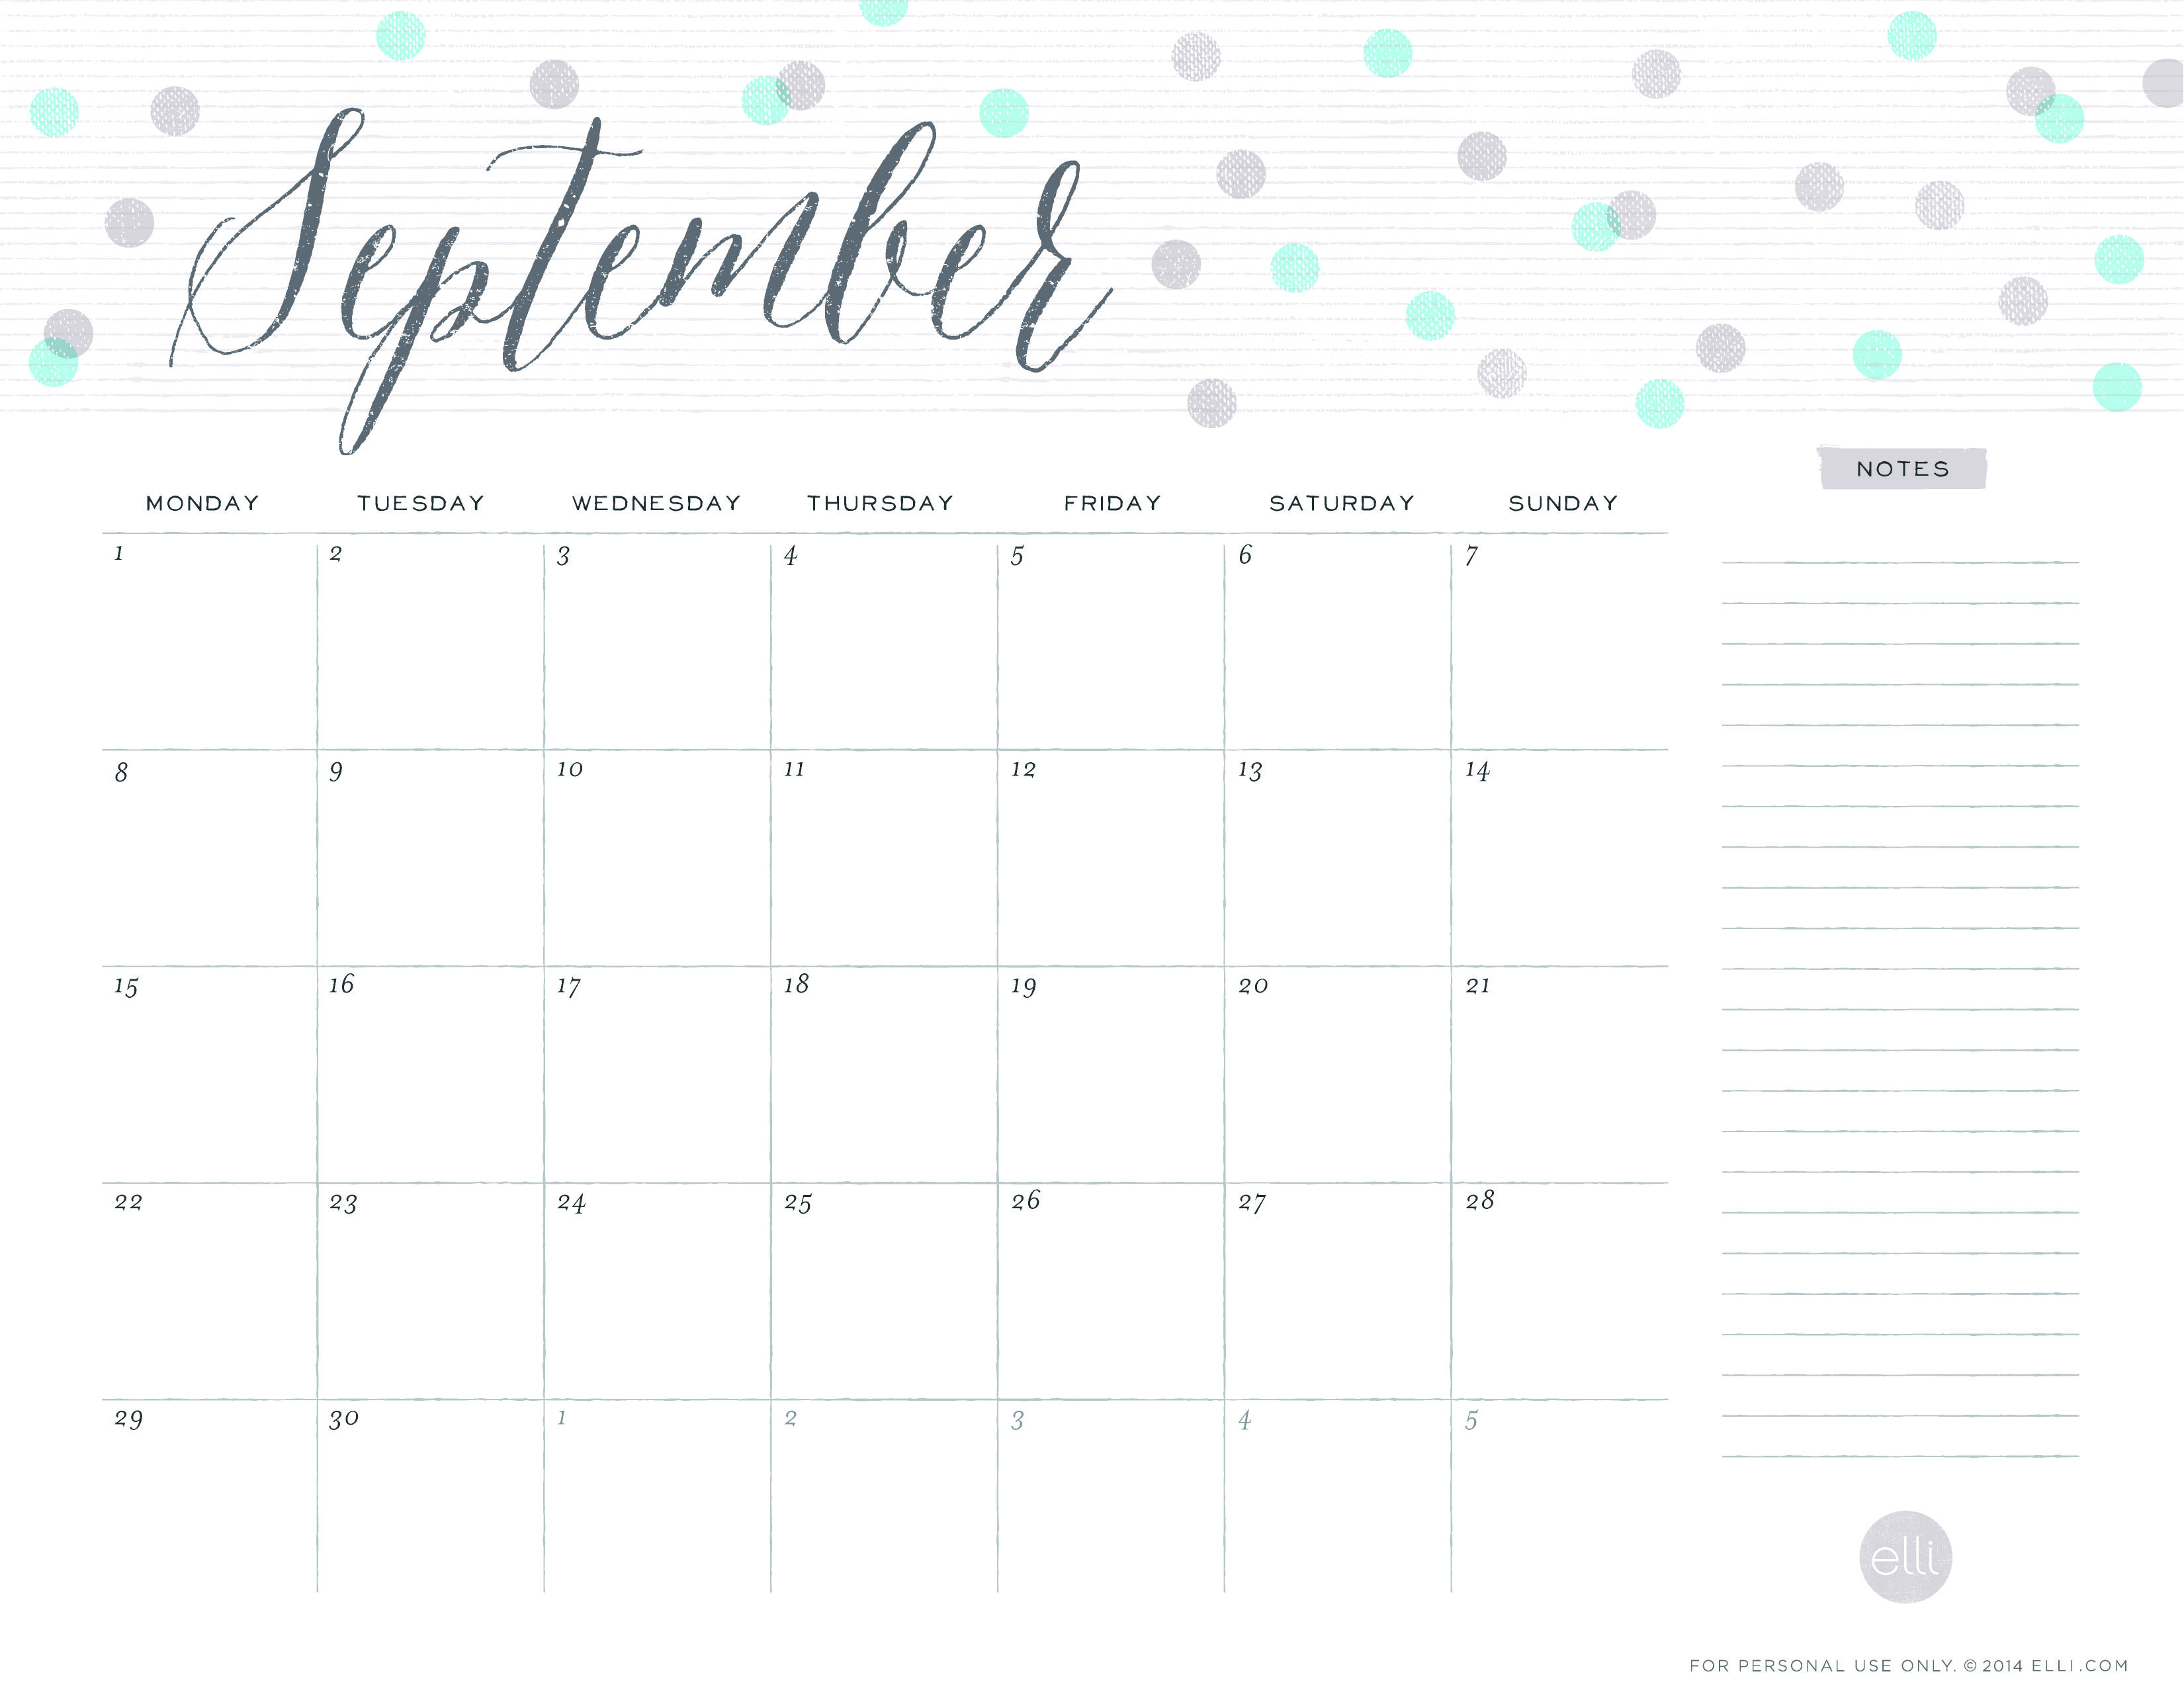 September
NOTES
MONDAY TUESDAY WEDNESDAY THURSDAY FRIDAY SATURDAY SUNDAY
1 2 3 4 5 6 7
8 9 10 11 12 13 14
15 16 17 18 19 20 21
22 23 24 25 26 27 28
29 30 1 2 3 4 5
elli
FOR PERSONAL USE ONLY. © 2014 ELLI.COM